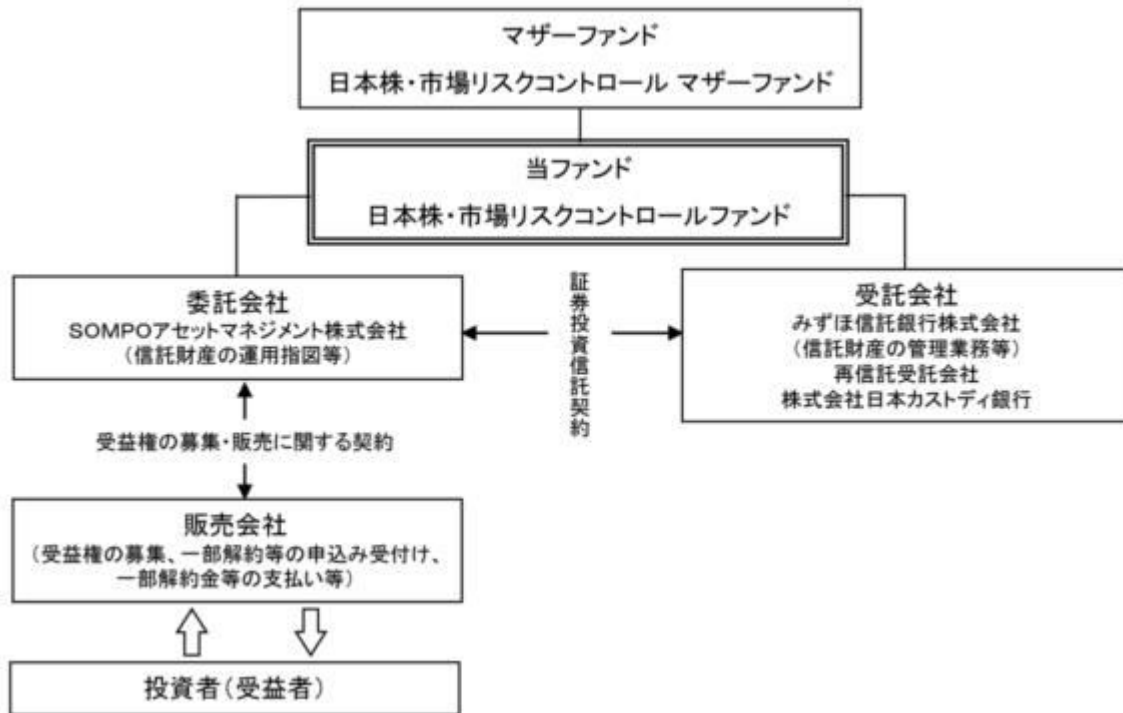 マザーファンド
日本株・市場リスクコントロール マザーファンド
当ファンド
日本株・市場リスクコントロールファンド
委託会社
SOMPOアセットマネジメント株式会社
（信託財産の運用指図等）
証券投資信託契約
受託会社
みずほ信託銀行株式会社
（信託財産の管理業務等）
再信託受託会社
株式会社日本カストディ銀行
受益権の募集・販売に関する契約
販売会社
（受益権の募集、一部解約等の申込み受付け、
一部解約金等の支払い等）
投資者（受益者）